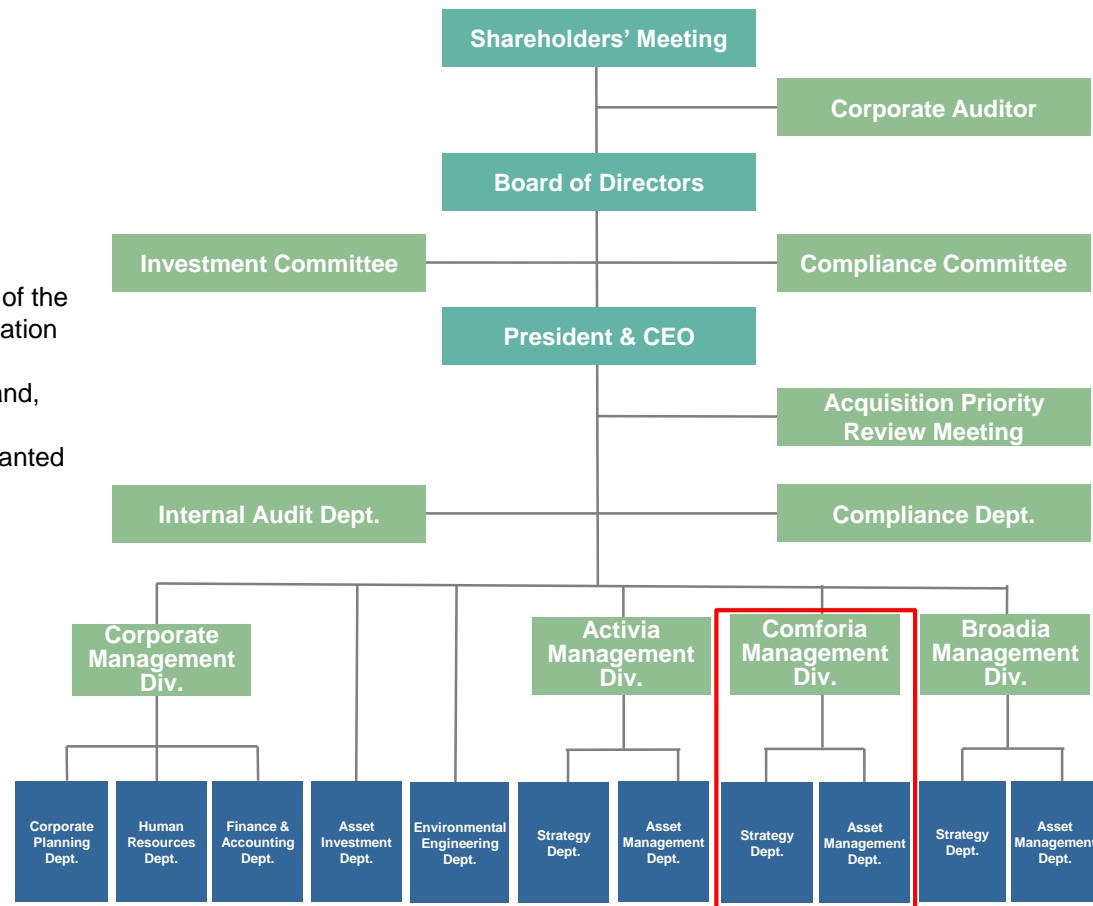 Shareholders’ Meeting
Corporate Auditor
Board of Directors
Investment Committee
Compliance Committee
of the
ation
President & CEO
and,
Acquisition Priority
Review Meeting
anted
Internal Audit Dept.
Compliance Dept.
Corporate
Management
Div.
Activia
Management
Div.
Comforia
Management
Div.
Broadia
Management
Div.
Corporate
Planning
Dept.
Human
Resources
Dept.
Finance &
Accounting
Dept.
Asset
Investment
Dept.
Environmental
Engineering
Dept.
Strategy
Dept.
Asset
Management
Dept.
Strategy
Dept.
Asset
Management
Dept.
Strategy
Dept.
Asset
Management
Dept.